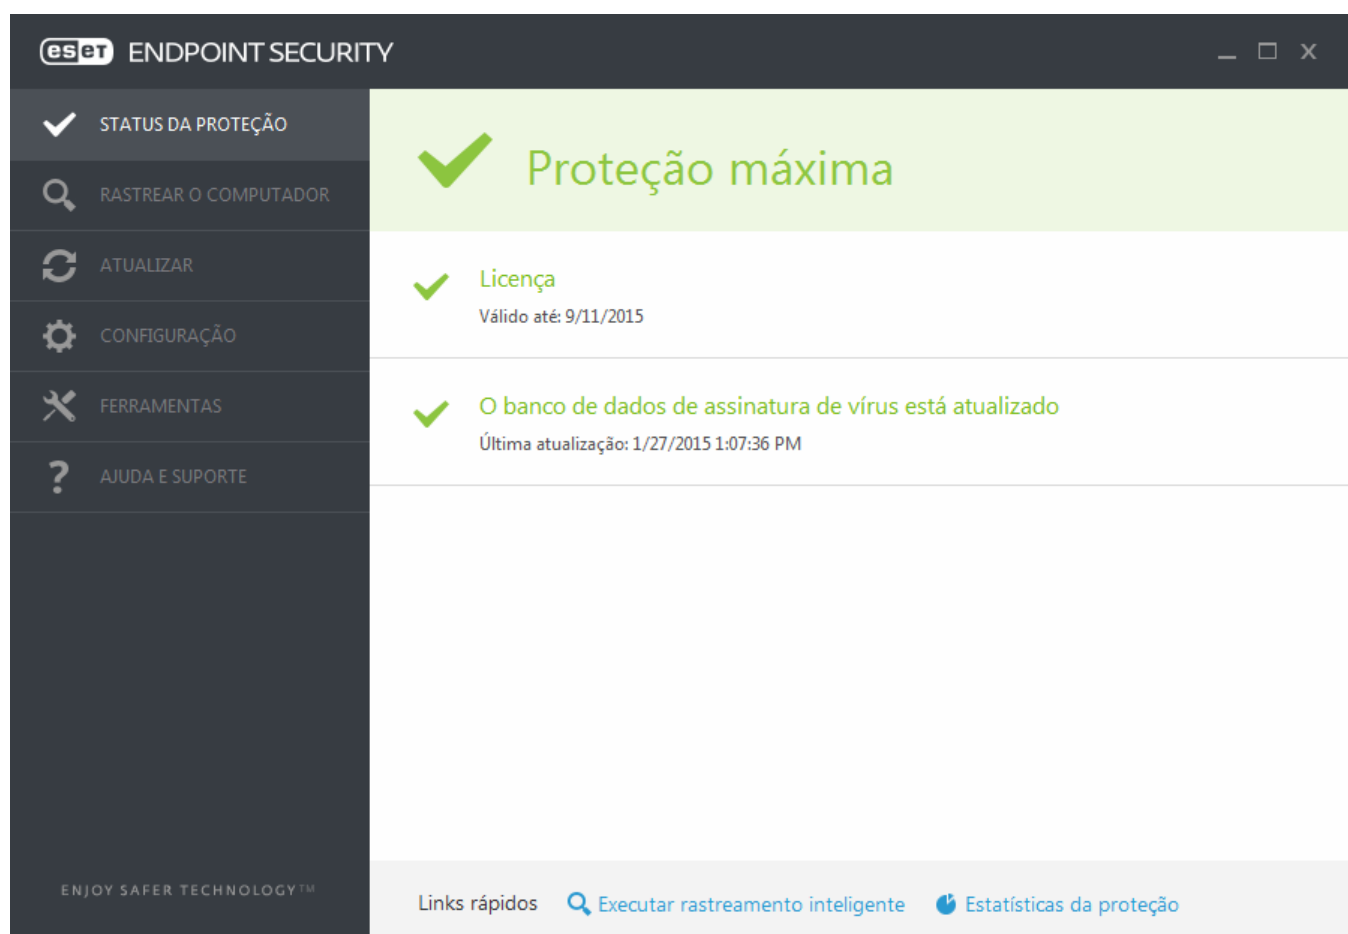 eset ENDPOINT SECURITY
STATUS DA PROTEÇÃO
RASTREAR O COMPUTADOR
ATUALIZAR
CONFIGURAÇÃO
FERRAMENTAS
AJUDA E SUPORTE
ENJOY SAFER TECHNOLOGY™
Proteção máxima
Licença
Válido até: 9/11/2015
O banco de dados de assinatura de vírus está atualizado
Última atualização: 1/27/2015 1:07:36 PM
Links rápidos Executar rastreamento inteligente Estatísticas da proteção